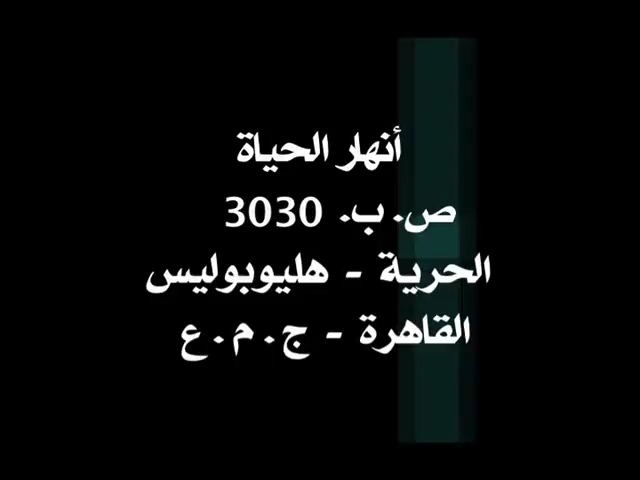 أنهار الحياة
ص. ب. 3030
الحرية - هليوبوليس
القاهرة - ج. م. ع